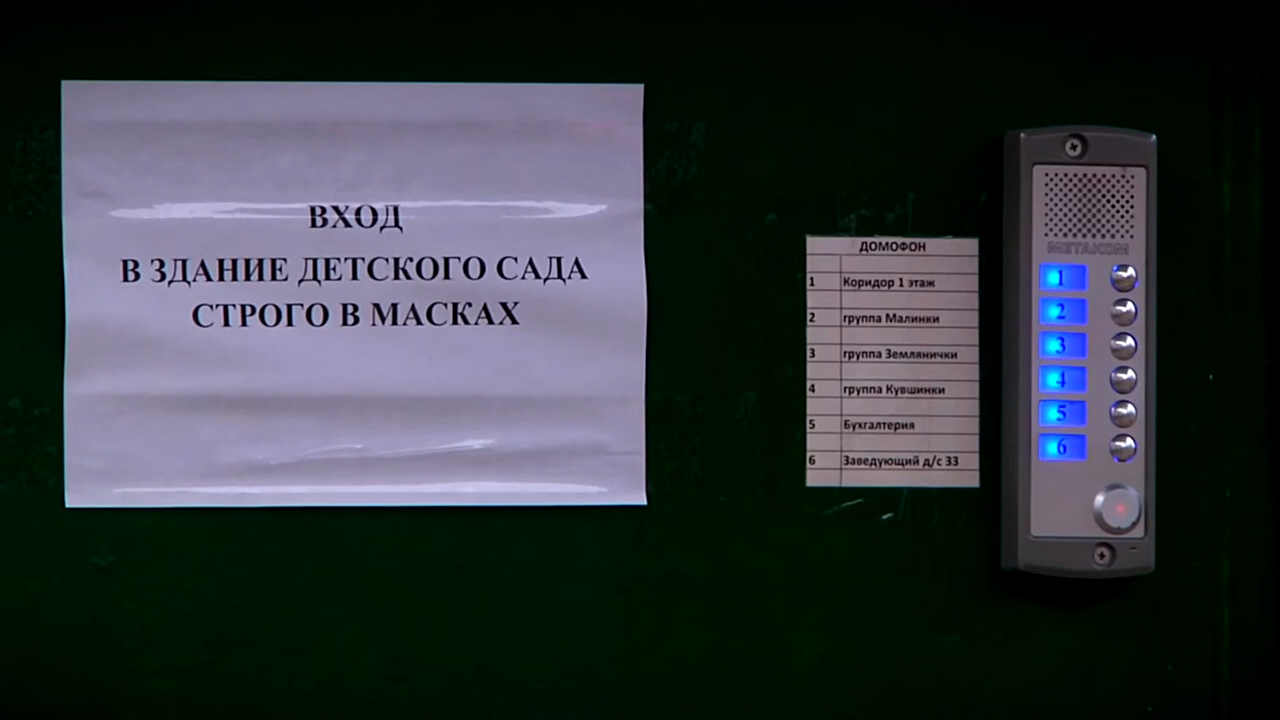 ВХОД
В ЗДАНИЕ ДЕТСКОГО САДА
СТРОГО В МАСКАХ
ДОМОФОН
1 Коридор 1 этаж
2 группа Малинки
3 группа Землянички
4 группа Кувшинки
5 Бухгалтерия
6 Заведующий д/с 33
МЕТАКОМ
1
2
3
4
5
6